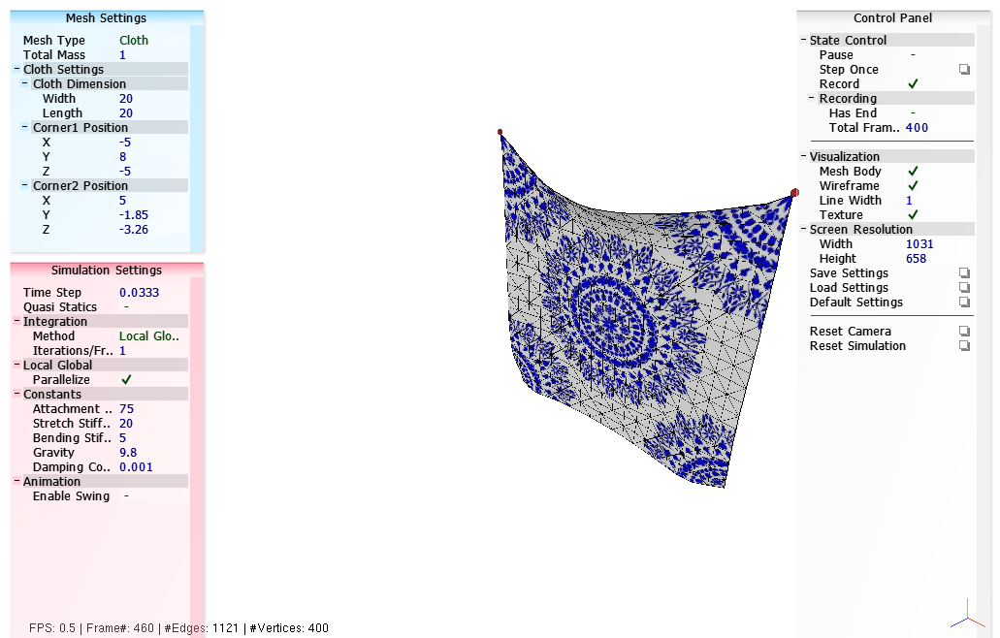 Mesh Settings
Mesh Type Cloth
Total Mass 1
Cloth Settings
Cloth Dimension
Width 20
Length 20
Corner1 Position
X -5
Y 8
Z -5
Corner2 Position
X 5
Y -1.85
Z -3.26
Simulation Settings
Time Step 0.0333
Quasi Statics -
Integration
Method Local Glo..
Iterations/Fr.. 1
Local Global
Parallelize ✓
Constants
Attachment .. 75
Stretch Stiff.. 20
Bending Stif.. 5
Gravity 9.8
Damping Co.. 0.001
Animation
Enable Swing -
FPS: 0.5 | Frame#: 460 | #Edges: 1121 | #Vertices: 400
Control Panel
State Control
Pause -
Step Once
Record ✓
Recording
Has End -
Total Fram.. 400
Visualization
Mesh Body ✓
Wireframe ✓
Line Width 1
Texture ✓
Screen Resolution
Width 1031
Height 658
Save Settings
Load Settings
Default Settings
Reset Camera
Reset Simulation